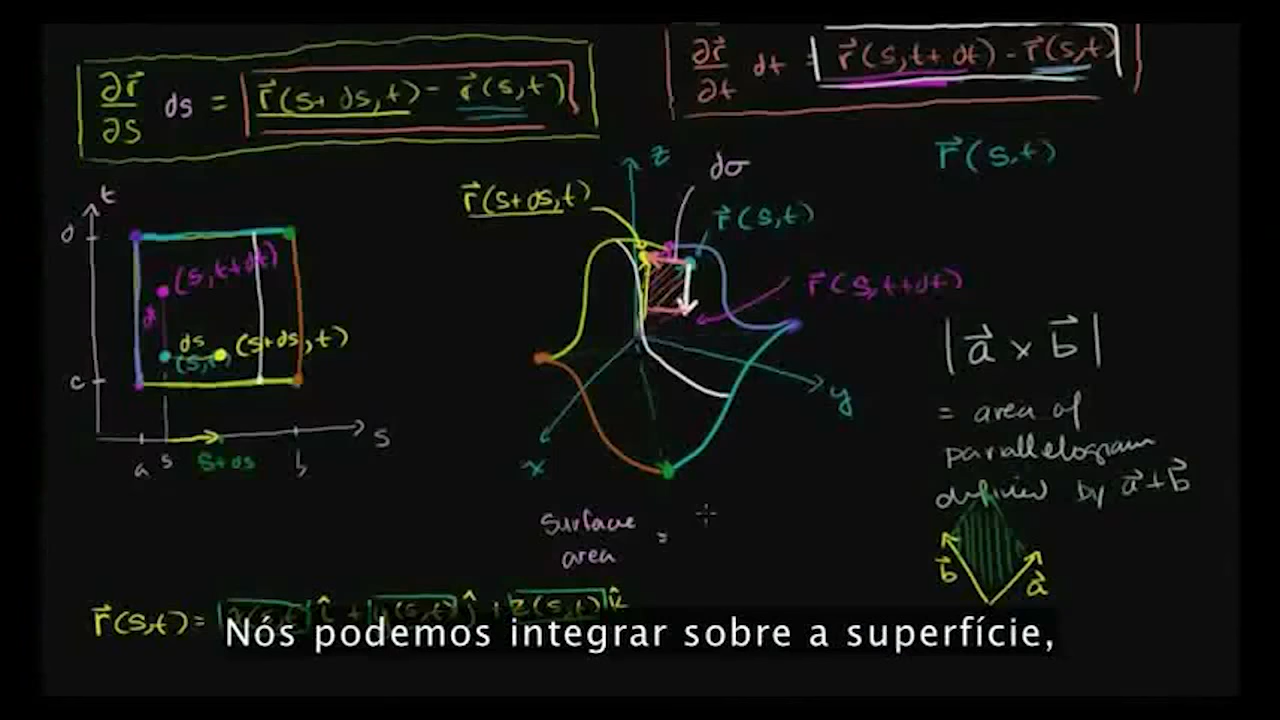 ∂r⃗/∂s ds = r⃗(s+ds,t) - r⃗(s,t)
∂r⃗/∂t dt = r⃗(s,t+dt) - r⃗(s,t)
r⃗(s,t)
z
dσ
r⃗(s+ds,t)
r⃗(s,t)
r⃗(s,t+dt)
t
(s,t+dt)
ds
(s+ds,t)
(s,t)
c
s
a s b
s+ds
x
y
|a⃗ × b⃗|
= area of
parallelogram
defined by a⃗ + b⃗
b⃗
a⃗
surface
area =
r⃗(s,t) = x(s,t) î + y(s,t) ĵ + z(s,t) k̂
Nós podemos integrar sobre a superfície,